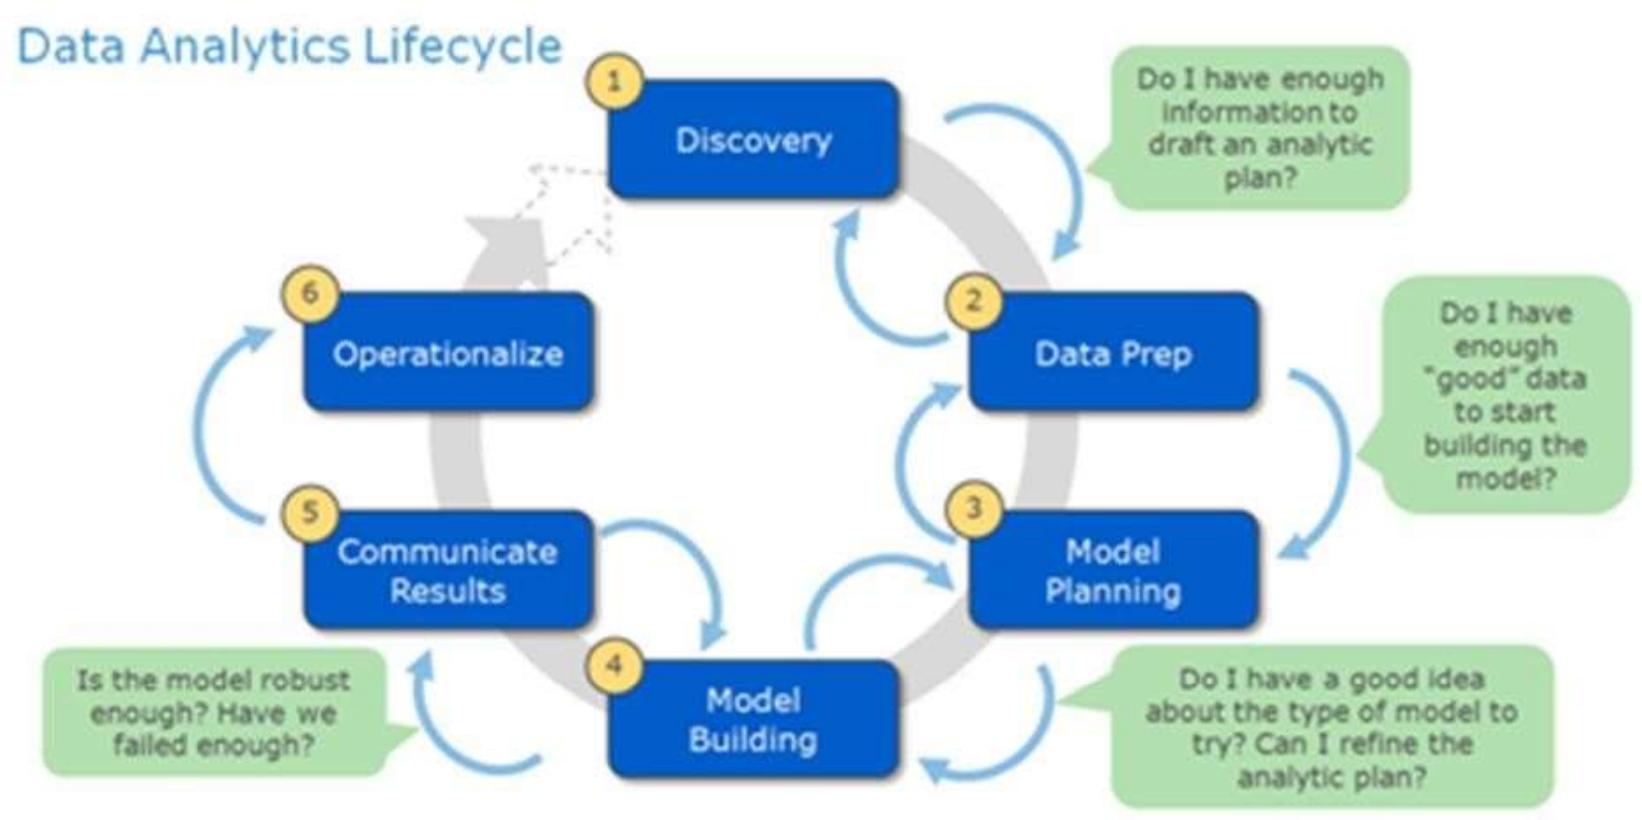 Data Analytics Lifecycle
1
Discovery
Do I have enough
information to
draft an analytic
plan?
2
Data Prep
Do I have
enough
"good" data
to start
building the
model?
3
Model
Planning
Do I have a good idea
about the type of model to
try? Can I refine the
analytic plan?
4
Model
Building
Is the model robust
enough? Have we
failed enough?
5
Communicate
Results
6
Operationalize